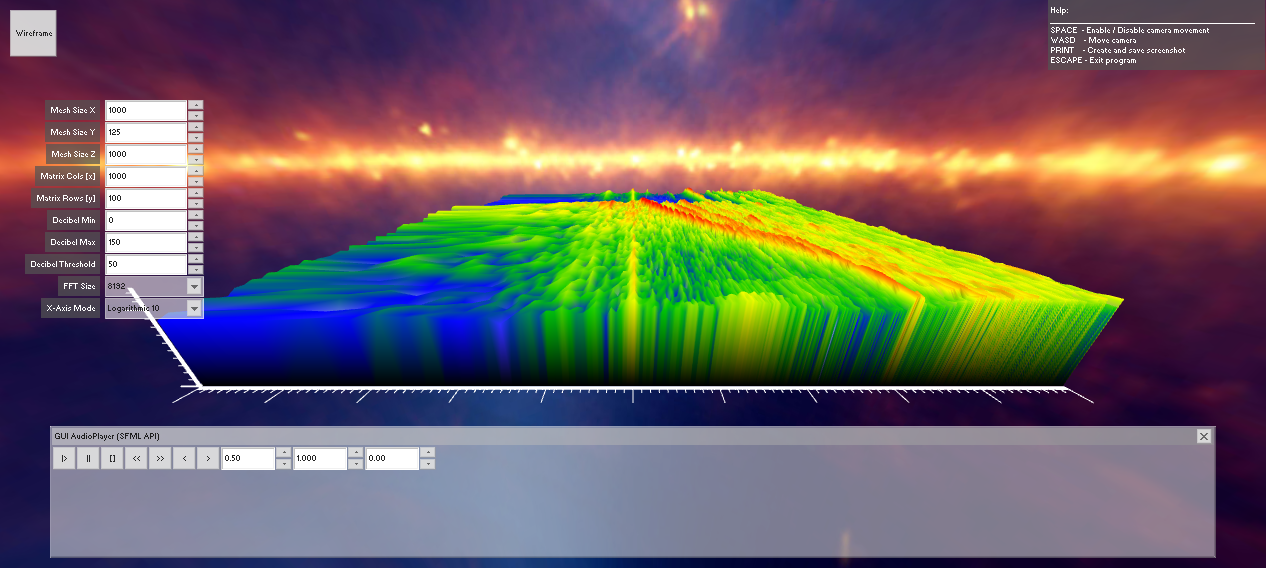 Wireframe
Help:
SPACE - Enable / Disable camera movement
WASD - Move camera
PRINT - Create and save screenshot
ESCAPE - Exit program
Mesh Size X 1000
Mesh Size Y 125
Mesh Size Z 1000
Matrix Cols [x] 1000
Matrix Rows [y] 100
Decibel Min 0
Decibel Max 150
Decibel Threshold 50
FFT Size 8192
X-Axis Mode Logarithmic 10
GUI AudioPlayer (SFML API)
|> || [] << >> < > 0.50 1.000 0.00